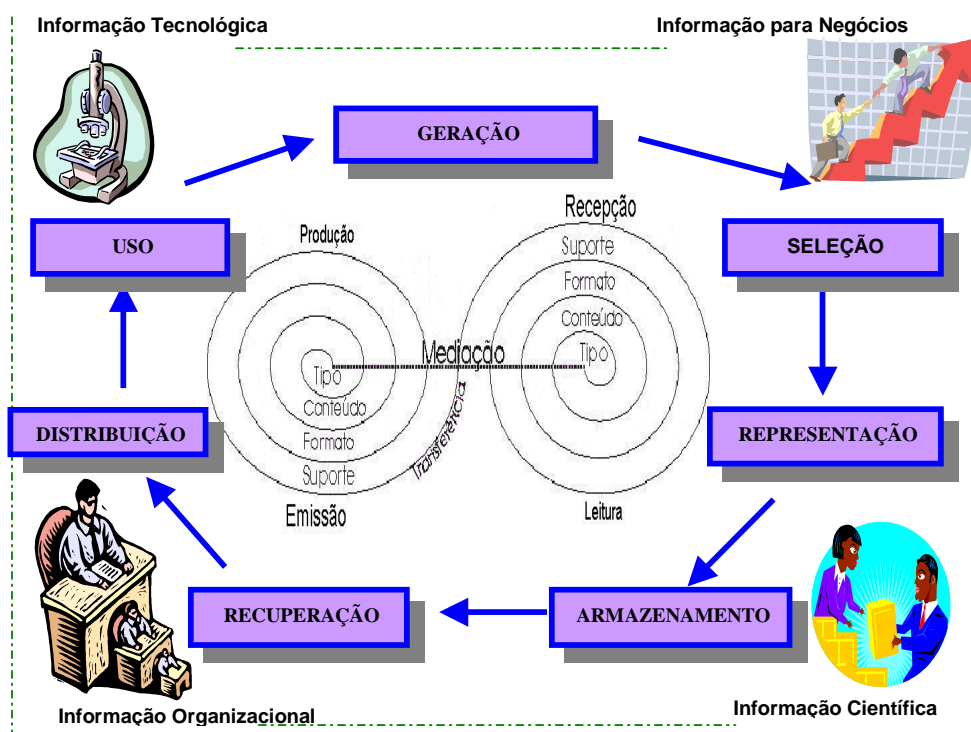 Informação Tecnológica
Informação para Negócios
GERAÇÃO
USO
SELEÇÃO
Produção
Recepção
Suporte
Formato
Conteúdo
Tipo
Mediação
Tipo
Conteúdo
Formato
Suporte
Transferência
Emissão
Leitura
DISTRIBUIÇÃO
REPRESENTAÇÃO
RECUPERAÇÃO
ARMAZENAMENTO
Informação Organizacional
Informação Científica